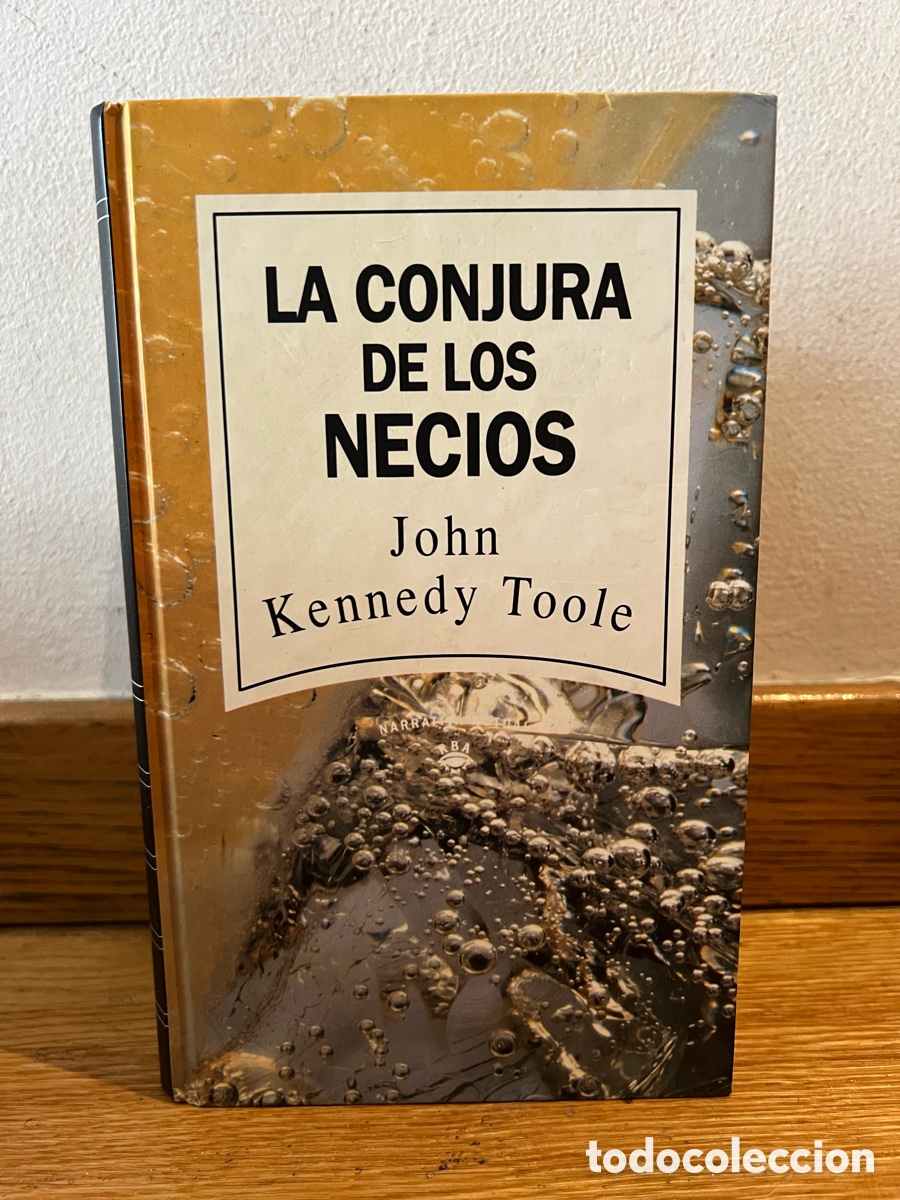 LA CONJURA
DE LOS
NECIOS
John
Kennedy Toole
RBA
todocoleccion